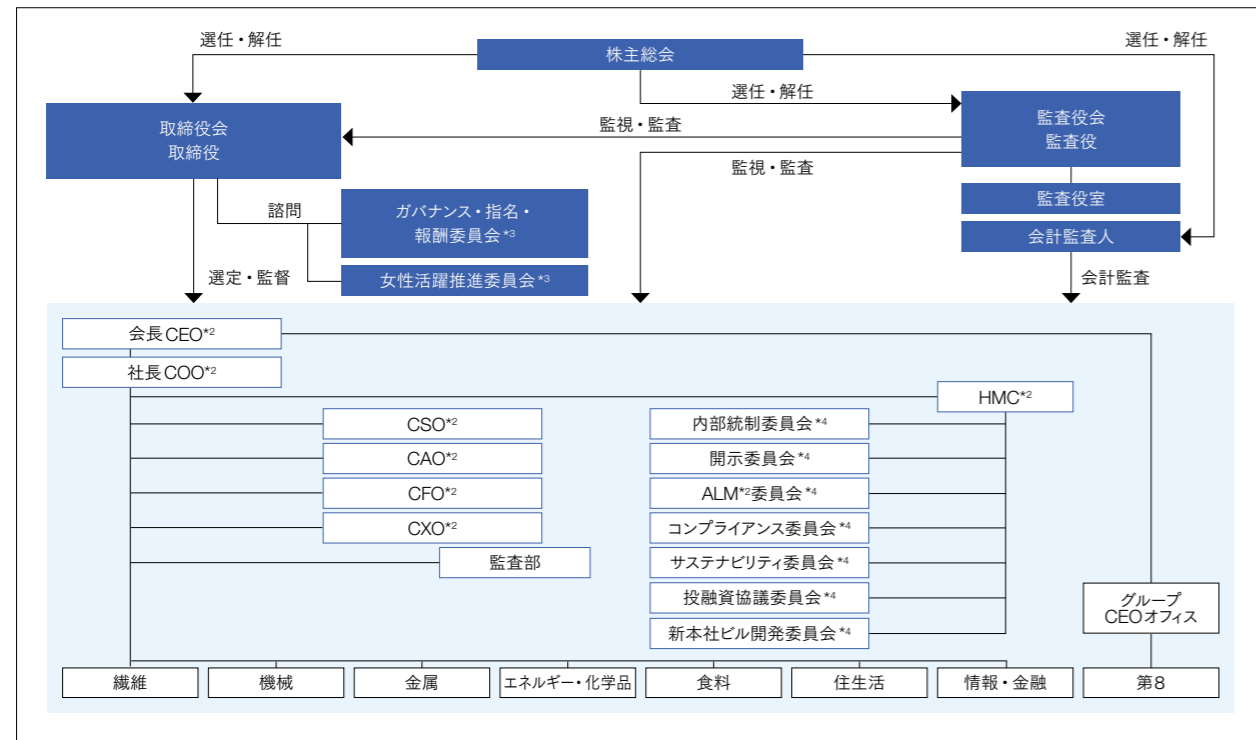 選任・解任
株主総会
選任・解任
選任・解任
取締役会
取締役
監視・監査
監査役会
監査役
監視・監査
監査役室
諮問
ガバナンス・指名・
報酬委員会*3
会計監査人
選定・監督
女性活躍推進委員会*3
会計監査
会長CEO*2
社長COO*2
HMC*2
CSO*2
内部統制委員会*4
CAO*2
開示委員会*4
CFO*2
ALM*2委員会*4
CXO*2
コンプライアンス委員会*4
監査部
サステナビリティ委員会*4
投融資協議委員会*4
新本社ビル開発委員会*4
グループ
CEOオフィス
繊維
機械
金属
エネルギー・化学品
食料
住生活
情報・金融
第8